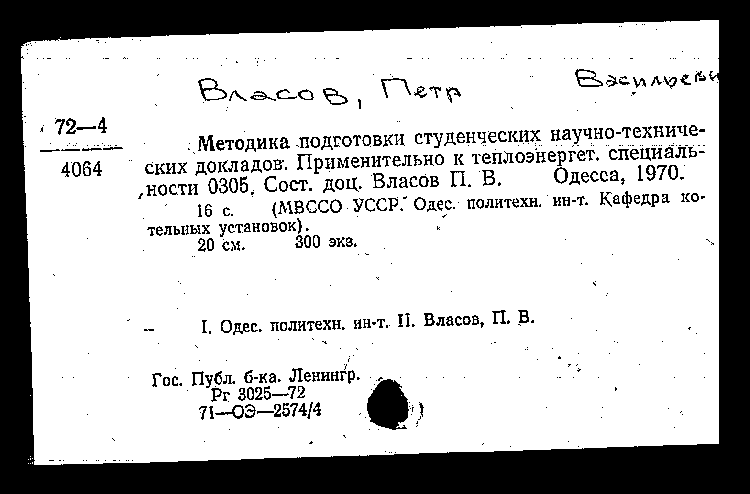 Власов, Петр Васильеви
72—4
4064
Методика подготовки студенческих научно-техниче-
ских докладов. Применительно к теплоэнергет. специаль-
ности 0305. Сост. доц. Власов П. В. Одесса, 1970.
16 с. (МВССО УССР. Одес. политехн. ин-т. Кафедра ко-
тельных установок).
20 см. 300 экз.
— I. Одес. политехн. ин-т. II. Власов, П. В.
Гос. Публ. б-ка. Ленингр.
Рг 3025—72
71—ОЭ—2574/4